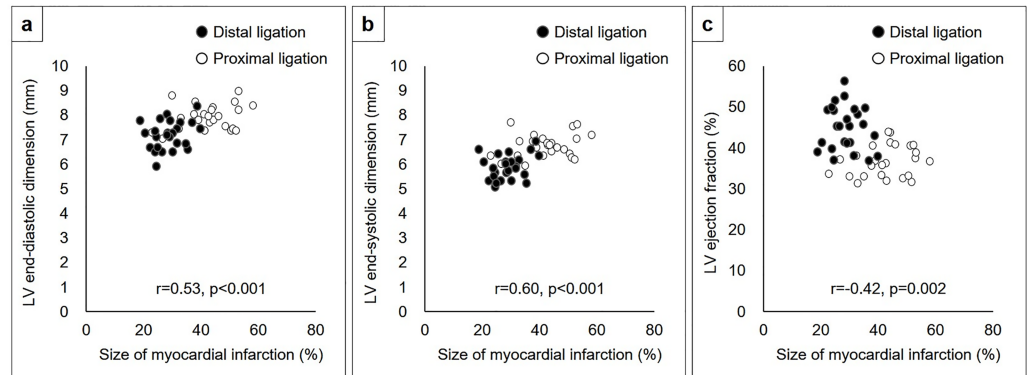 a
Distal ligation
Proximal ligation
LV end-diastolic dimension (mm)
10
9
8
7
6
5
4
3
2
1
0
r=0.53, p<0.001
0 20 40 60 80
Size of myocardial infarction (%)
b
Distal ligation
Proximal ligation
LV end-systolic dimension (mm)
10
9
8
7
6
5
4
3
2
1
0
r=0.60, p<0.001
0 20 40 60 80
Size of myocardial infarction (%)
c
Distal ligation
Proximal ligation
LV ejection fraction (%)
60
50
40
30
20
10
0
r=-0.42, p=0.002
0 20 40 60 80
Size of myocardial infarction (%)